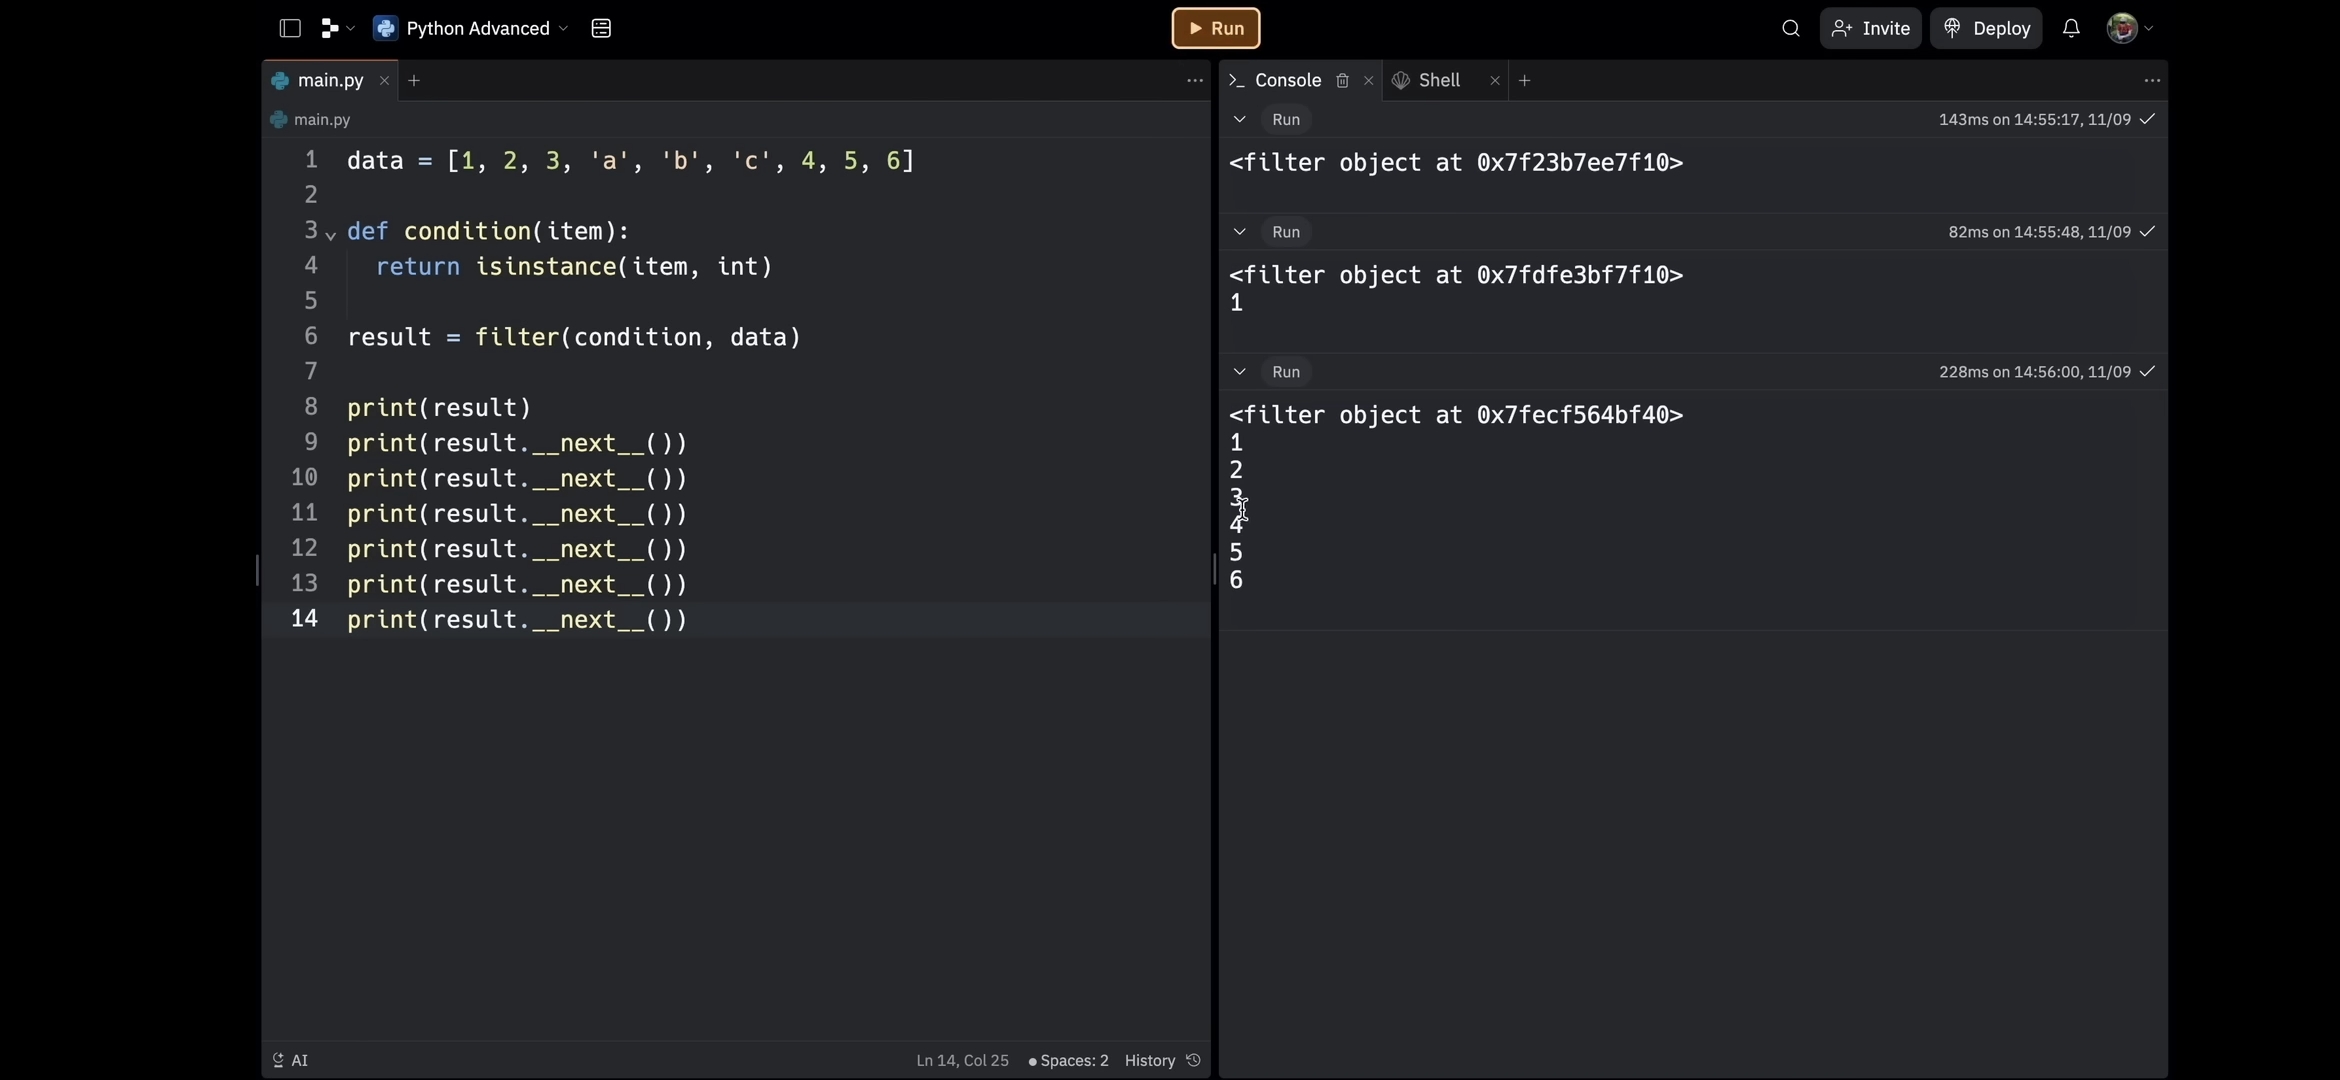 Python Advanced
Run
Invite
Deploy
main.py
main.py
1 data = [1, 2, 3, 'a', 'b', 'c', 4, 5, 6]
2
3 def condition(item):
4 return isinstance(item, int)
5
6 result = filter(condition, data)
7
8 print(result)
9 print(result.__next__())
10 print(result.__next__())
11 print(result.__next__())
12 print(result.__next__())
13 print(result.__next__())
14 print(result.__next__())
AI
Ln 14, Col 25
Spaces: 2
History
Console
Shell
Run
143ms on 14:55:17, 11/09
<filter object at 0x7f23b7ee7f10>
Run
82ms on 14:55:48, 11/09
<filter object at 0x7fdfe3bf7f10>
1
Run
228ms on 14:56:00, 11/09
<filter object at 0x7fecf564bf40>
1
2
3
4
5
6